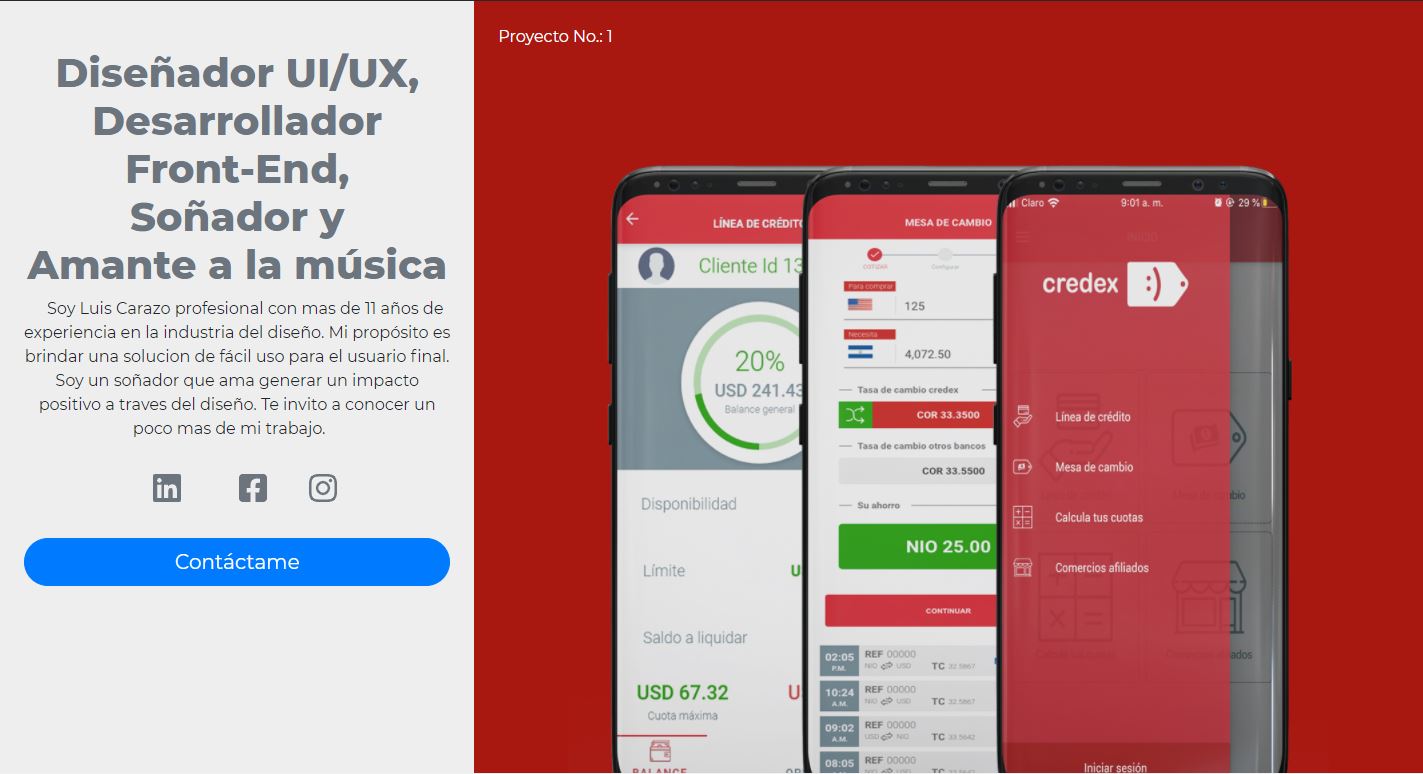 Diseñador UI/UX,
Desarrollador
Front-End,
Soñador y
Amante a la música
Soy Luis Carazo profesional con mas de 11 años de
experiencia en la industria del diseño. Mi propósito es
brindar una solucion de fácil uso para el usuario final.
Soy un soñador que ama generar un impacto
positivo a traves del diseño. Te invito a conocer un
poco mas de mi trabajo.
Contáctame
Proyecto No.: 1
LÍNEA DE CRÉDIT
Cliente Id 13
20%
USD 241.43
Balance general
Disponibilidad
Límite
U
Saldo a liquidar
USD 67.32
U
Cuota máxima
BALANCE
MESA DE CAMBIO
COTIZAR
Configurar
Para comprar
125
Necesita
4,072.50
Tasa de cambio credex
COR 33.3500
Tasa de cambio otros bancos
COR 33.5500
Su ahorro
NIO 25.00
CONTINUAR
02:05 REF 00000
P.M. NIO USD TC 32.5867
10:24 REF 00000
A.M. NIO USD TC 32.5867
09:02 REF 00000
A.M. USD NIO TC 33.5642
08:05 REF 00000
Claro 9:01 a. m. 29 %
INICIO
credex :)
Línea de crédito
Mesa de cambio
Calcula tus cuotas
Comercios afiliados
Iniciar sesión